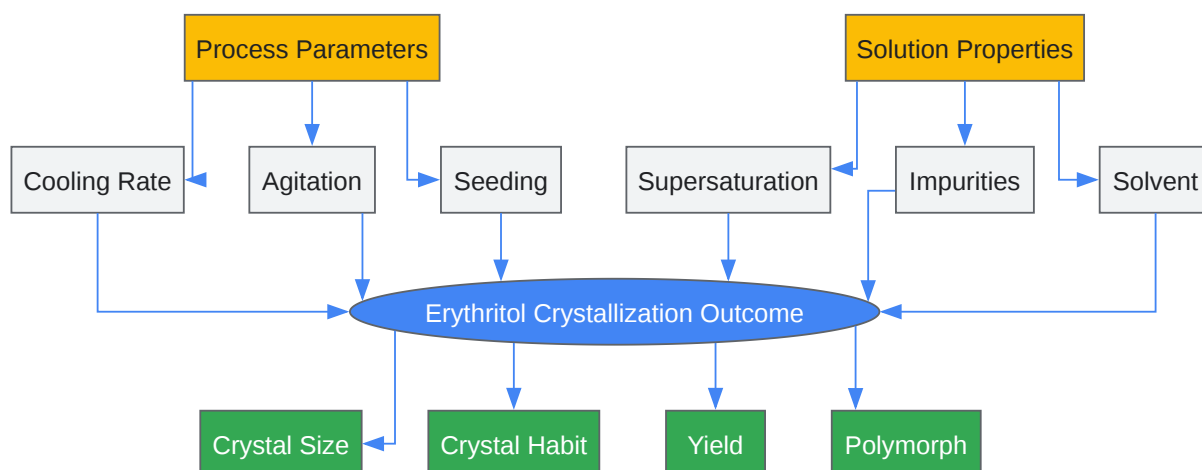 Process Parameters
Solution Properties
Cooling Rate
Agitation
Seeding
Supersaturation
Impurities
Solvent
Erythritol Crystallization Outcome
Crystal Size
Crystal Habit
Yield
Polymorph